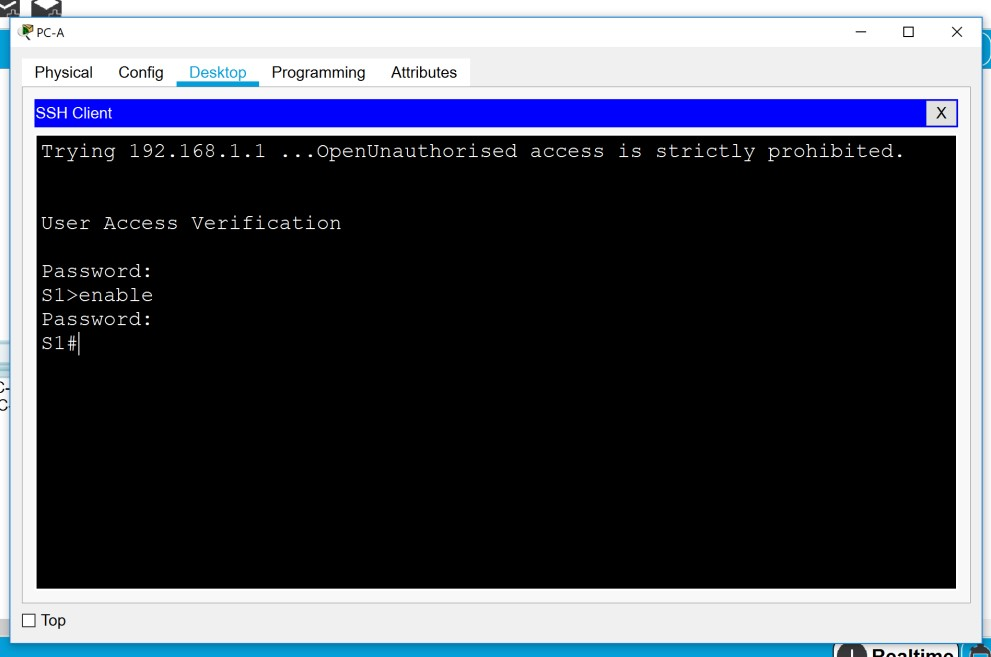 PC-A
Physical Config Desktop Programming Attributes
SSH Client X
Trying 192.168.1.1 ...OpenUnauthorised access is strictly prohibited.
User Access Verification
Password:
S1>enable
Password:
S1#
Top
Realtime